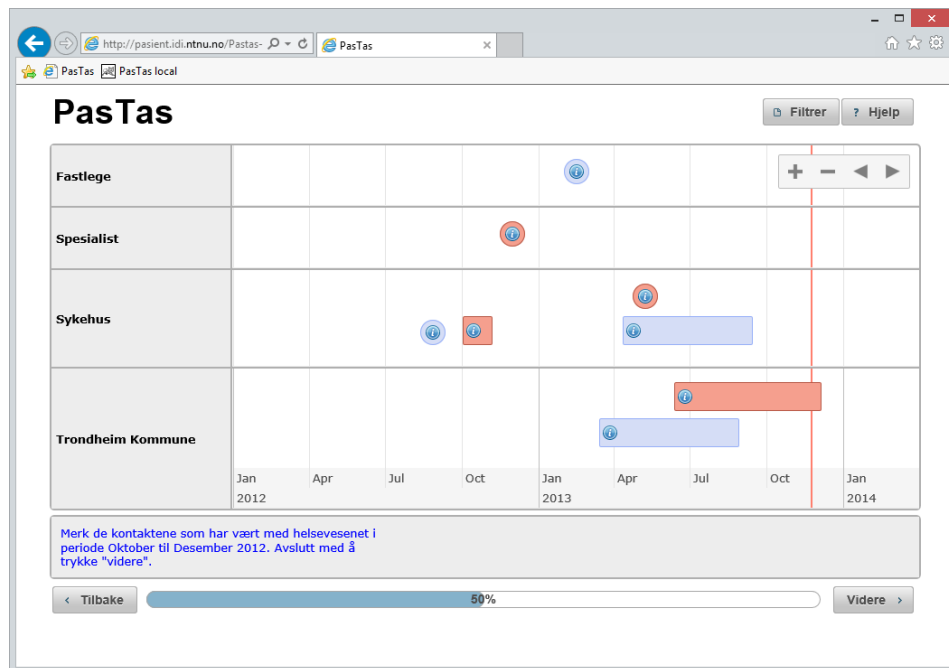 http://pasient.idi.ntnu.no/Pastas-
PasTas
PasTas
PasTas local
PasTas
Filtrer
? Hjelp
Fastlege
Spesialist
Sykehus
Trondheim Kommune
Jan Apr Jul Oct Jan Apr Jul Oct Jan
2012 2013 2014
Merk de kontaktene som har vært med helsevesenet i
periode Oktober til Desember 2012. Avslutt med å
trykke "videre".
Tilbake
50%
Videre